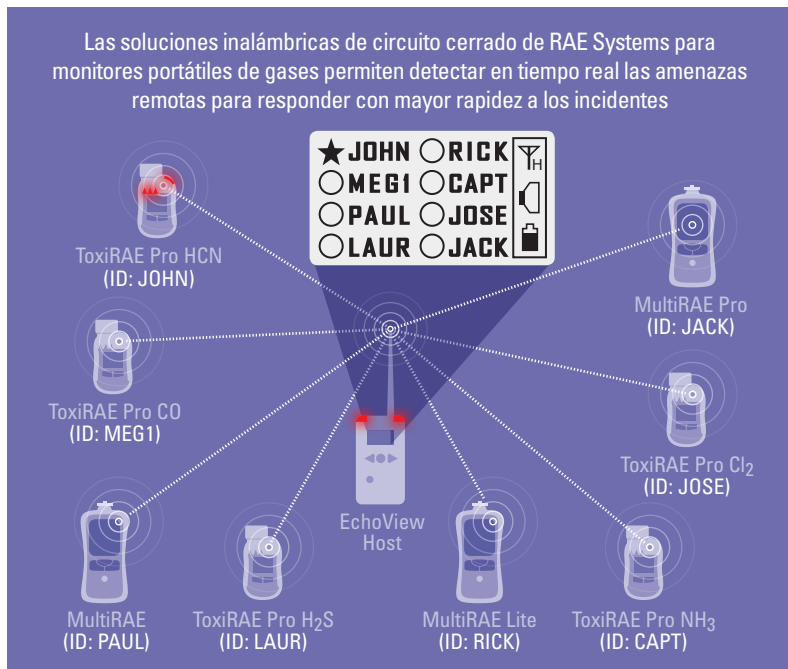 Las soluciones inalámbricas de circuito cerrado de RAE Systems para
monitores portátiles de gases permiten detectar en tiempo real las amenazas
remotas para responder con mayor rapidez a los incidentes
JOHN RICK
MEG1 CAPT
PAUL JOSE
LAUR JACK
H
ToxiRAE Pro HCN
(ID: JOHN)
MultiRAE Pro
(ID: JACK)
ToxiRAE Pro CO
(ID: MEG1)
ToxiRAE Pro Cl₂
(ID: JOSE)
EchoView
Host
MultiRAE
(ID: PAUL)
ToxiRAE Pro H₂S
(ID: LAUR)
MultiRAE Lite
(ID: RICK)
ToxiRAE Pro NH₃
(ID: CAPT)